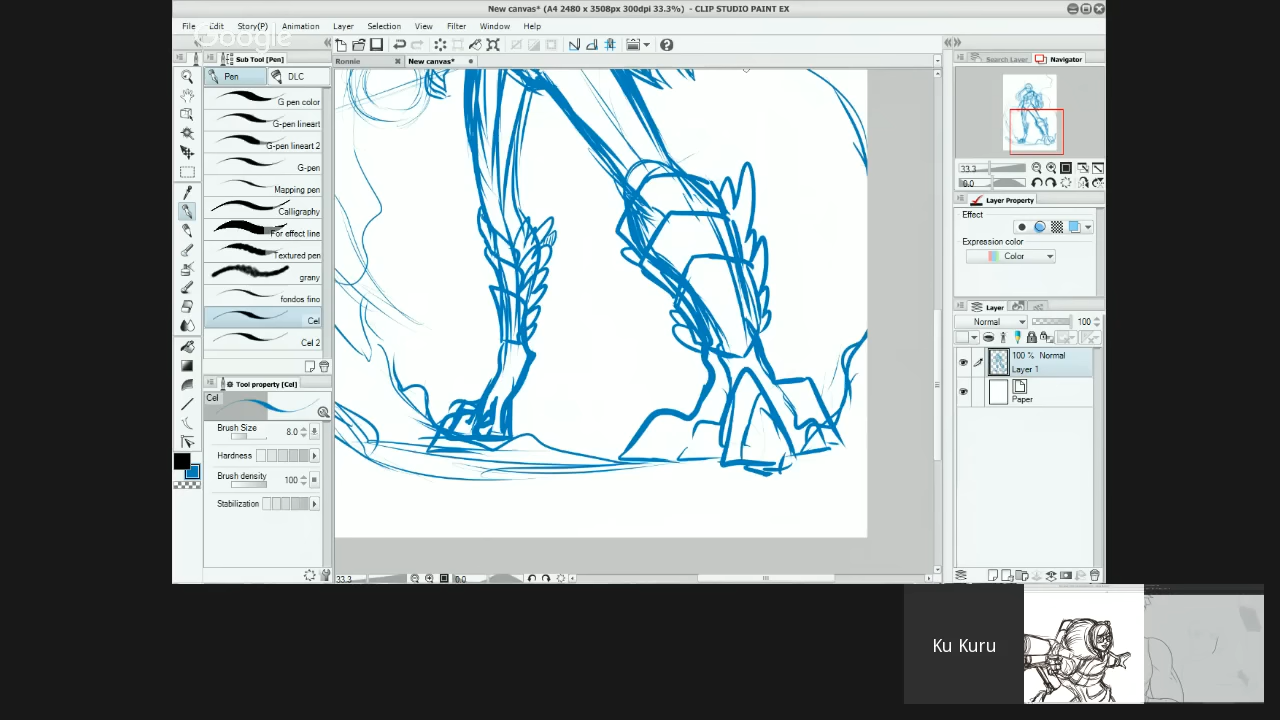 New canvas* (A4 2480 x 3508px 300dpi 33.3%) - CLIP STUDIO PAINT EX
File Edit Story(P) Animation Layer Selection View Filter Window Help
Google
Sub Tool [Pen]
Ronnie
New canvas*
Search Layer
Navigator
Pen
DLC
G pen color
G-pen lineart
G-pen lineart 2
G-pen
Mapping pen
Calligraphy
For effect line
Textured pen
grany
fondos fino
Cel
Cel 2
33.3
0.0
Layer Property
Effect
Expression color
Color
Layer
Normal
100
100 % Normal
Layer 1
Paper
Tool property [Cel]
Cel
Brush Size
8.0
Hardness
Brush density
100
Stabilization
33.3
0.0
Ku Kuru